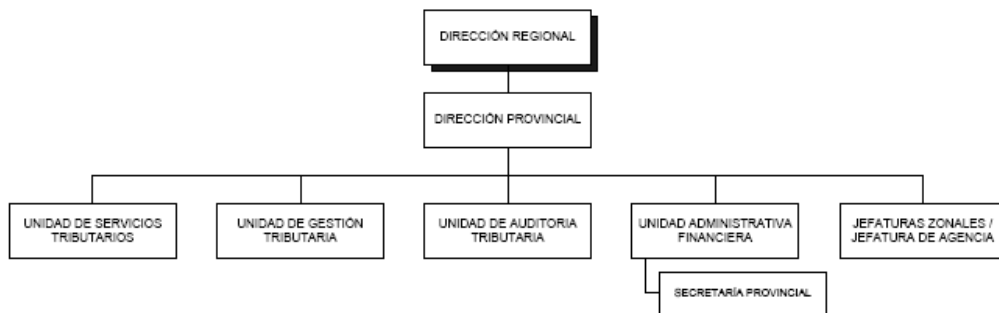 DIRECCIÓN REGIONAL
DIRECCIÓN PROVINCIAL
UNIDAD DE SERVICIOS
TRIBUTARIOS
UNIDAD DE GESTIÓN
TRIBUTARIA
UNIDAD DE AUDITORIA
TRIBUTARIA
UNIDAD ADMINISTRATIVA
FINANCIERA
JEFATURAS ZONALES /
JEFATURA DE AGENCIA
SECRETARÍA PROVINCIAL